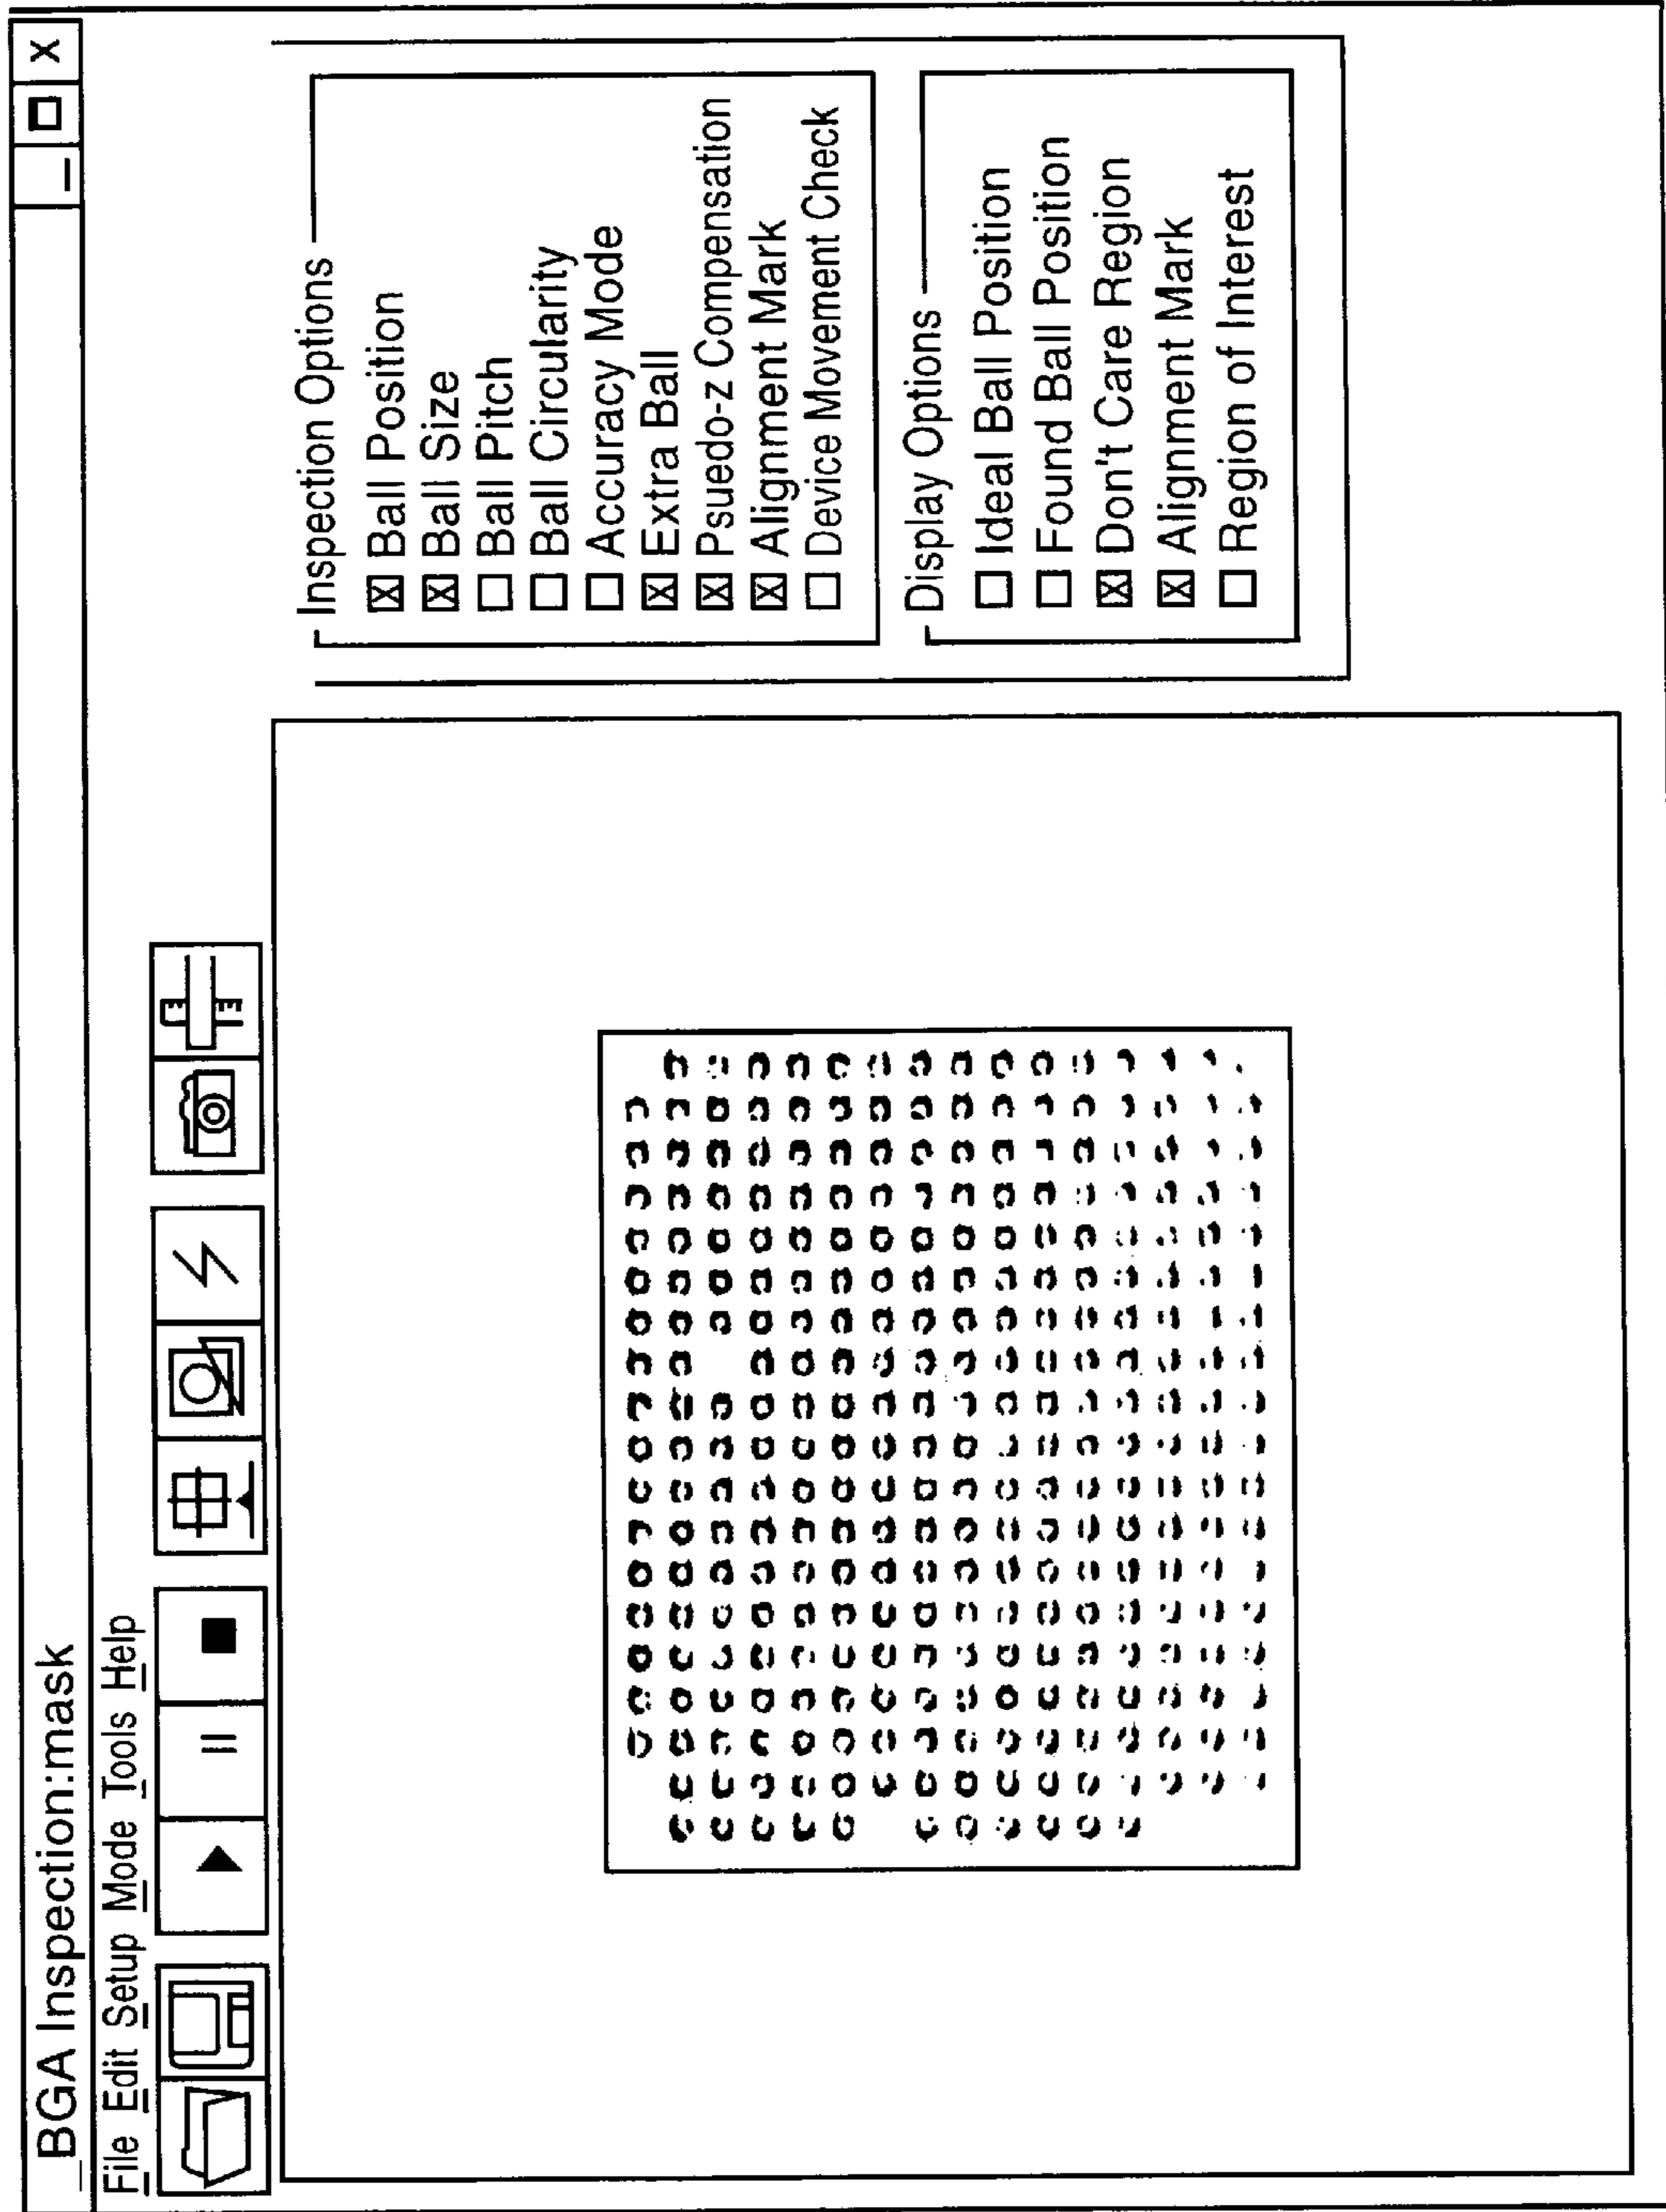 _BGA Inspection:mask
_ X
File Edit Setup Mode Tools Help
Inspection Options
Ball Position
Ball Size
Ball Pitch
Ball Circularity
Accuracy Mode
Extra Ball
Psuedo-z Compensation
Alignment Mark
Device Movement Check
Display Options
Ideal Ball Position
Found Ball Position
Don't Care Region
Alignment Mark
Region of Interest